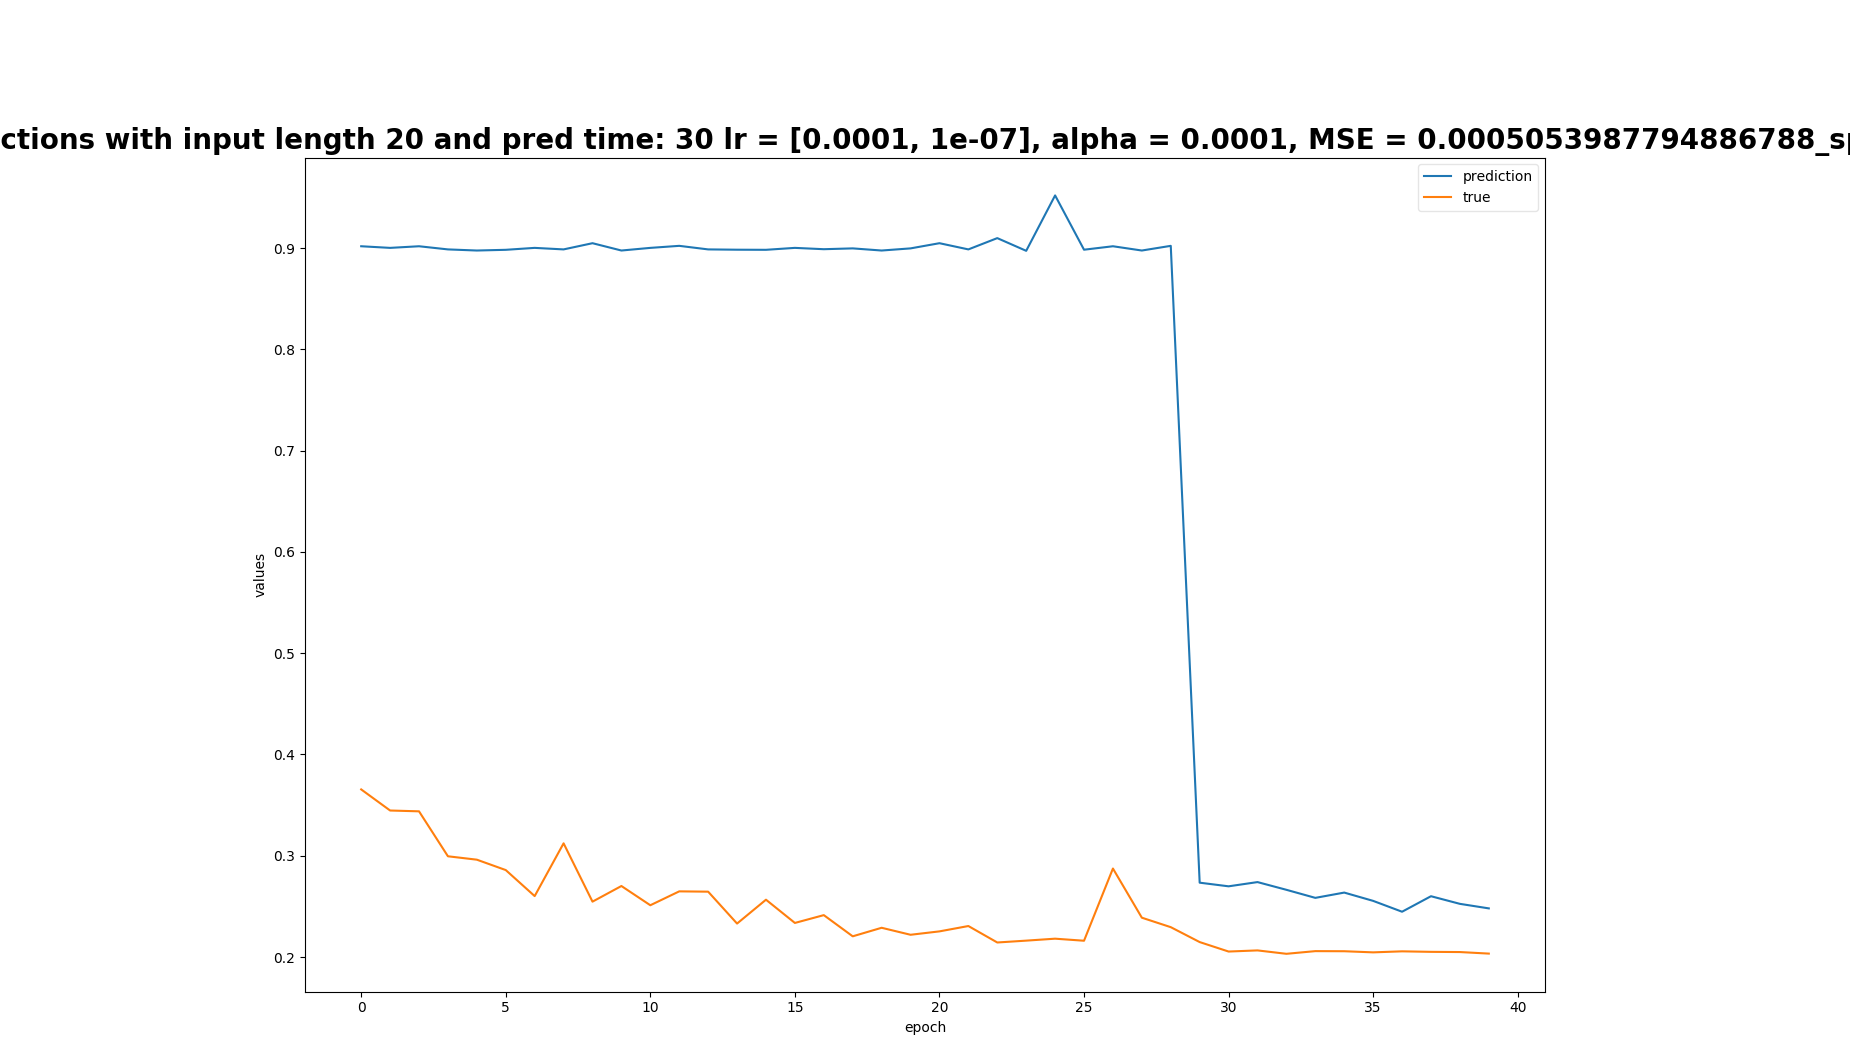 ctions with input length 20 and pred time: 30 lr = [0.0001, 1e-07], alpha = 0.0001, MSE = 0.0005053987794886788_sp
prediction
true
values
0.9
0.8
0.7
0.6
0.5
0.4
0.3
0.2
0 5 10 15 20 25 30 35 40
epoch